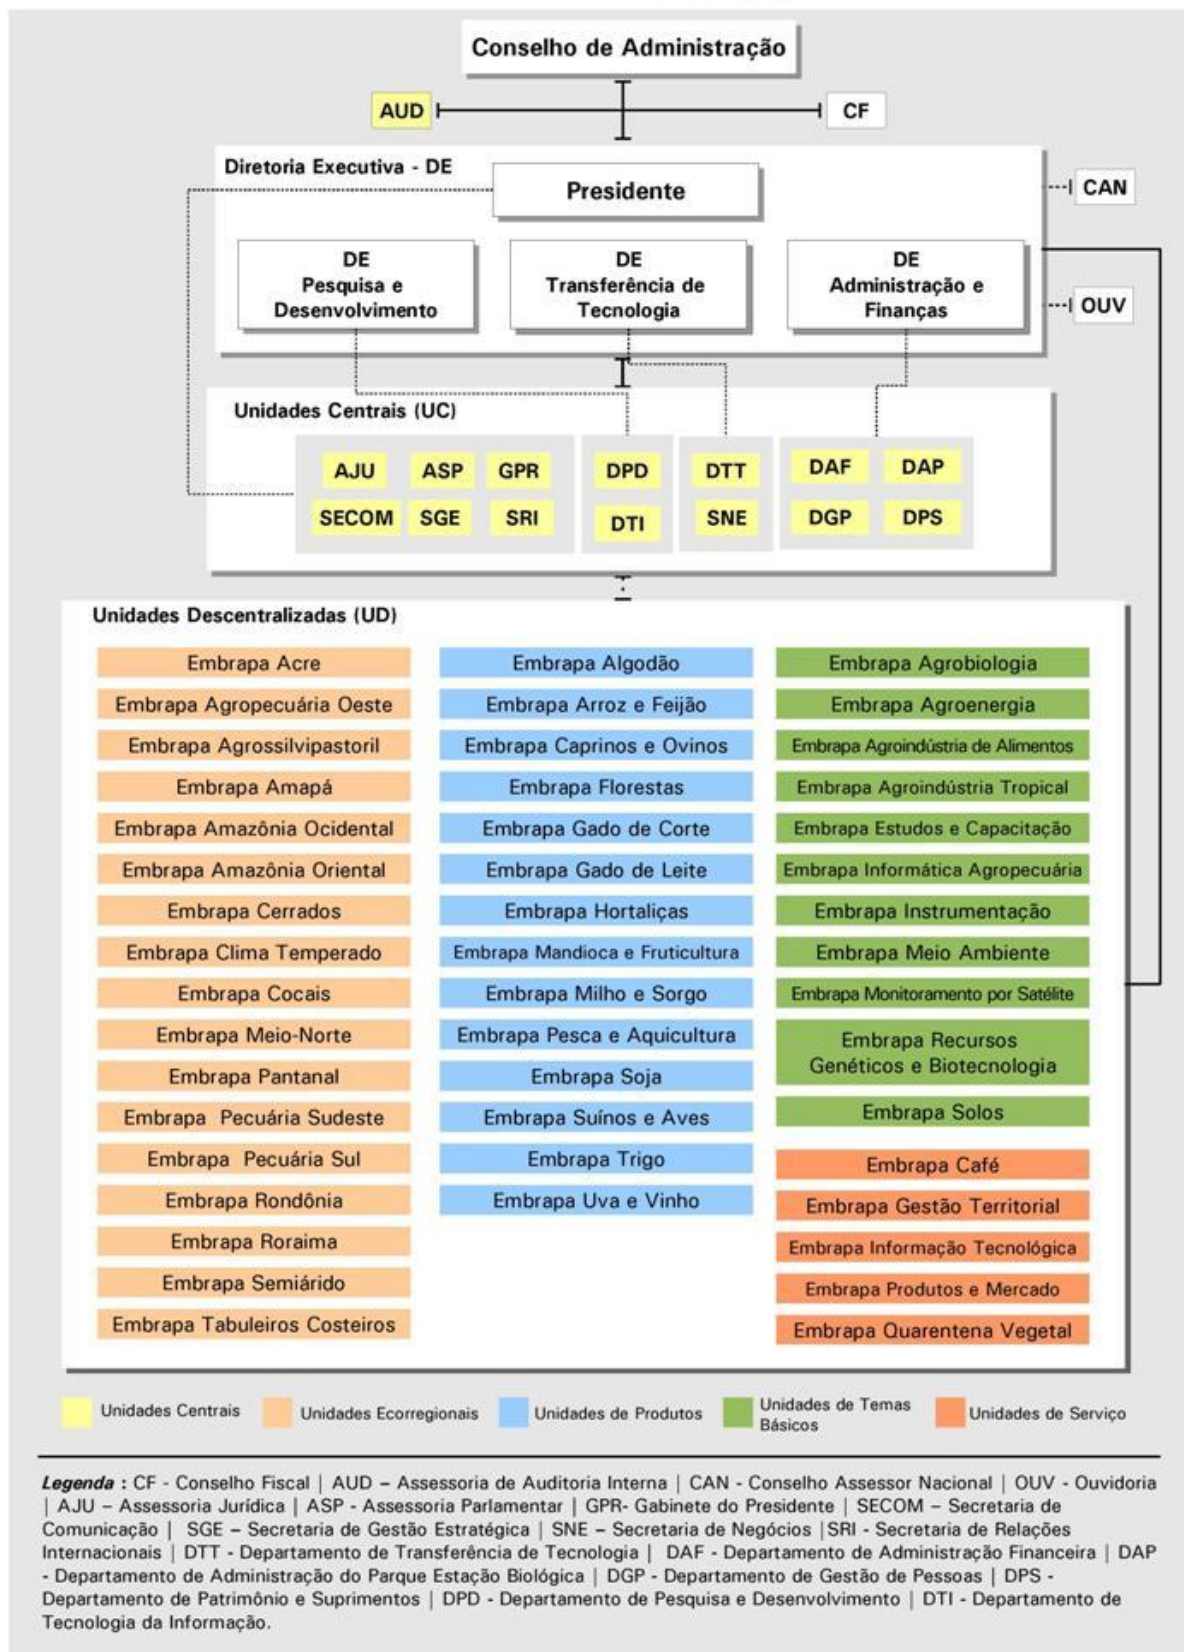 Conselho de Administração
AUD
CF
Diretoria Executiva - DE
Presidente
CAN
DE
Pesquisa e
Desenvolvimento
DE
Transferência de
Tecnologia
DE
Administração e
Finanças
OUV
Unidades Centrais (UC)
AJU
ASP
GPR
DPD
DTT
DAF
DAP
SECOM
SGE
SRI
DTI
SNE
DGP
DPS
Unidades Descentralizadas (UD)
Embrapa Acre
Embrapa Agropecuária Oeste
Embrapa Agrossilvipastoril
Embrapa Amapá
Embrapa Amazônia Ocidental
Embrapa Amazônia Oriental
Embrapa Cerrados
Embrapa Clima Temperado
Embrapa Cocais
Embrapa Meio-Norte
Embrapa Pantanal
Embrapa Pecuária Sudeste
Embrapa Pecuária Sul
Embrapa Rondônia
Embrapa Roraima
Embrapa Semiárido
Embrapa Tabuleiros Costeiros
Embrapa Algodão
Embrapa Arroz e Feijão
Embrapa Caprinos e Ovinos
Embrapa Florestas
Embrapa Gado de Corte
Embrapa Gado de Leite
Embrapa Hortaliças
Embrapa Mandioca e Fruticultura
Embrapa Milho e Sorgo
Embrapa Pesca e Aquicultura
Embrapa Soja
Embrapa Suínos e Aves
Embrapa Trigo
Embrapa Uva e Vinho
Embrapa Agrobiologia
Embrapa Agroenergia
Embrapa Agroindústria de Alimentos
Embrapa Agroindústria Tropical
Embrapa Estudos e Capacitação
Embrapa Informática Agropecuária
Embrapa Instrumentação
Embrapa Meio Ambiente
Embrapa Monitoramento por Satélite
Embrapa Recursos
Genéticos e Biotecnologia
Embrapa Solos
Embrapa Café
Embrapa Gestão Territorial
Embrapa Informação Tecnológica
Embrapa Produtos e Mercado
Embrapa Quarentena Vegetal
Unidades Centrais
Unidades Ecorregionais
Unidades de Produtos
Unidades de Temas
Básicos
Unidades de Serviço
Legenda : CF - Conselho Fiscal | AUD – Assessoria de Auditoria Interna | CAN - Conselho Assessor Nacional | OUV - Ouvidoria
| AJU – Assessoria Jurídica | ASP - Assessoria Parlamentar | GPR- Gabinete do Presidente | SECOM – Secretaria de
Comunicação | SGE – Secretaria de Gestão Estratégica | SNE – Secretaria de Negócios |SRI - Secretaria de Relações
Internacionais | DTT - Departamento de Transferência de Tecnologia | DAF - Departamento de Administração Financeira | DAP
- Departamento de Administração do Parque Estação Biológica | DGP - Departamento de Gestão de Pessoas | DPS -
Departamento de Patrimônio e Suprimentos | DPD - Departamento de Pesquisa e Desenvolvimento | DTI - Departamento de
Tecnologia da Informação.